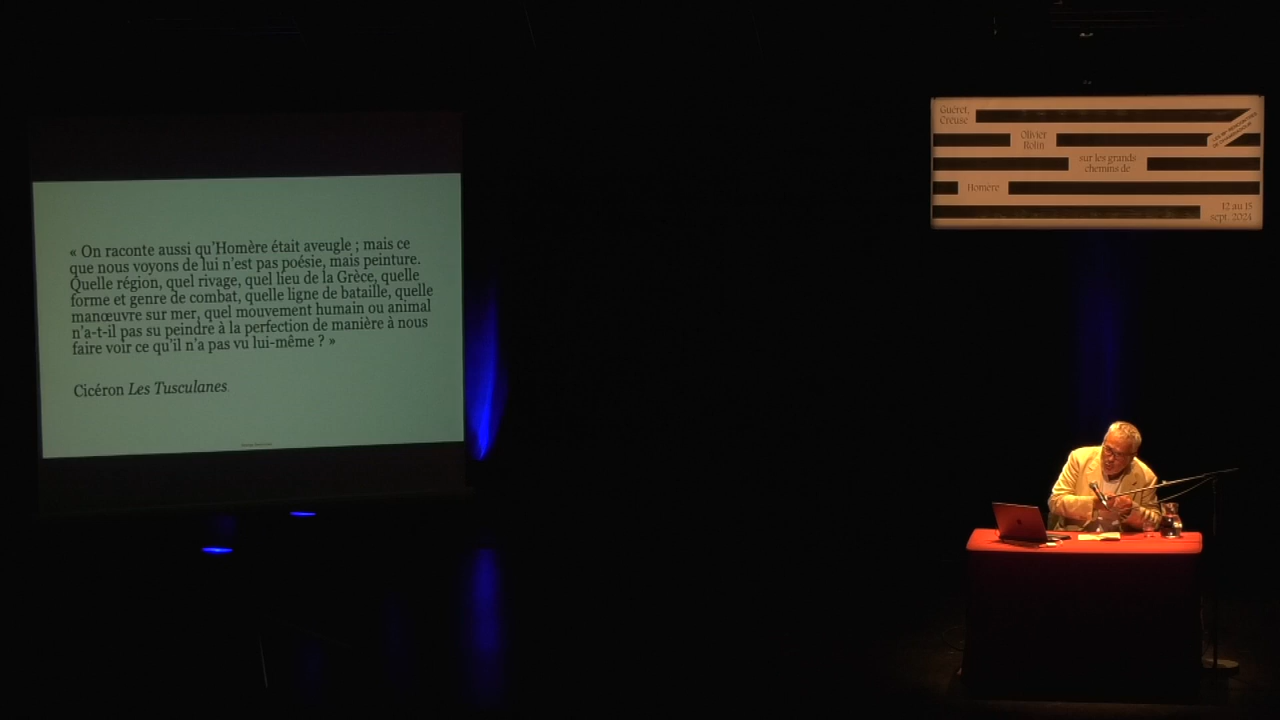 « On raconte aussi qu'Homère était aveugle ; mais ce
que nous voyons de lui n'est pas poésie, mais peinture.
Quelle région, quel rivage, quel lieu de la Grèce, quelle
forme et genre de combat, quelle ligne de bataille, quelle
manœuvre sur mer, quel mouvement humain ou animal
n'a-t-il pas su peindre à la perfection de manière à nous
faire voir ce qu'il n'a pas vu lui-même ? »
Cicéron Les Tusculanes
Guéret,
Creuse
Olivier
Rolin
sur les grands
chemins de
Homère
12 au 15
sept. 2024